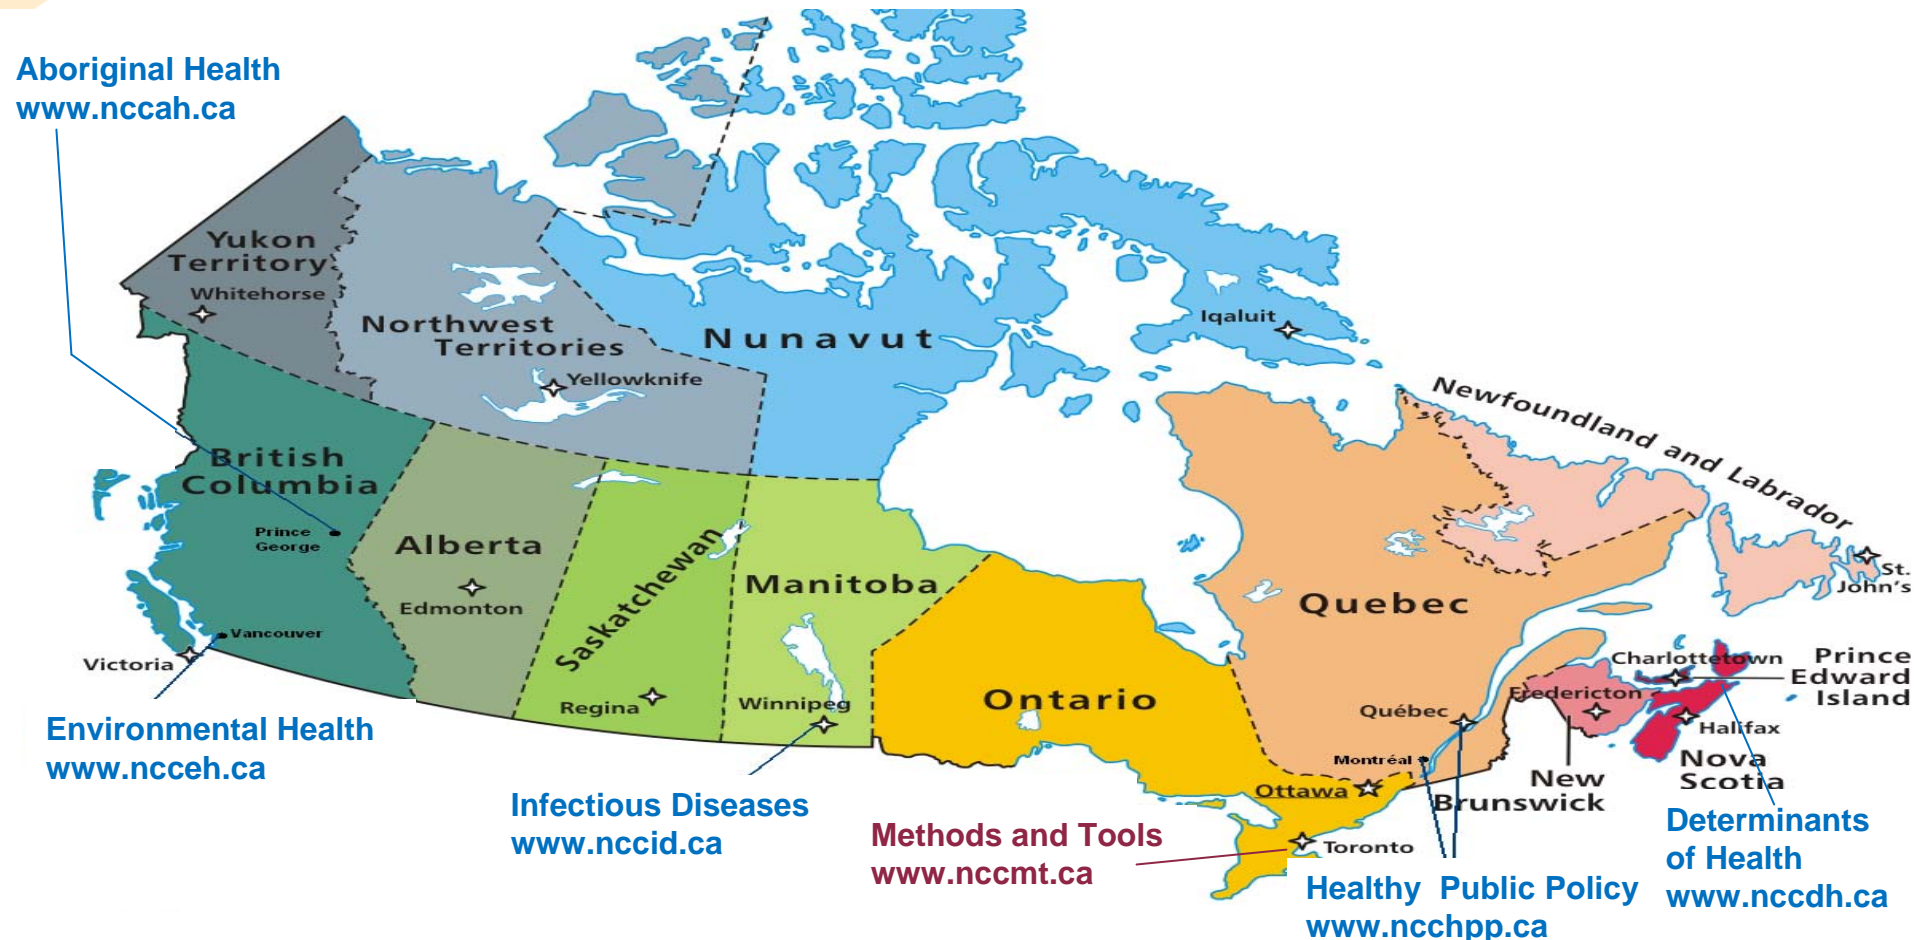 Aboriginal Health
www.nccah.ca
Yukon
Territory
Whitehorse
Northwest
Territories
Yellowknife
Nunavut
Iqaluit
Newfoundland and Labrador
St.
John's
British
Columbia
Prince
George
Vancouver
Victoria
Alberta
Edmonton
Saskatchewan
Regina
Manitoba
Winnipeg
Ontario
Ottawa
Toronto
Quebec
Québec
Montréal
Charlottetown
Prince
Edward
Island
Fredericton
Halifax
Nova
Scotia
New
Brunswick
Environmental Health
www.ncceh.ca
Infectious Diseases
www.nccid.ca
Methods and Tools
www.nccmt.ca
Healthy  Public Policy
www.ncchpp.ca
Determinants
of Health
www.nccdh.ca